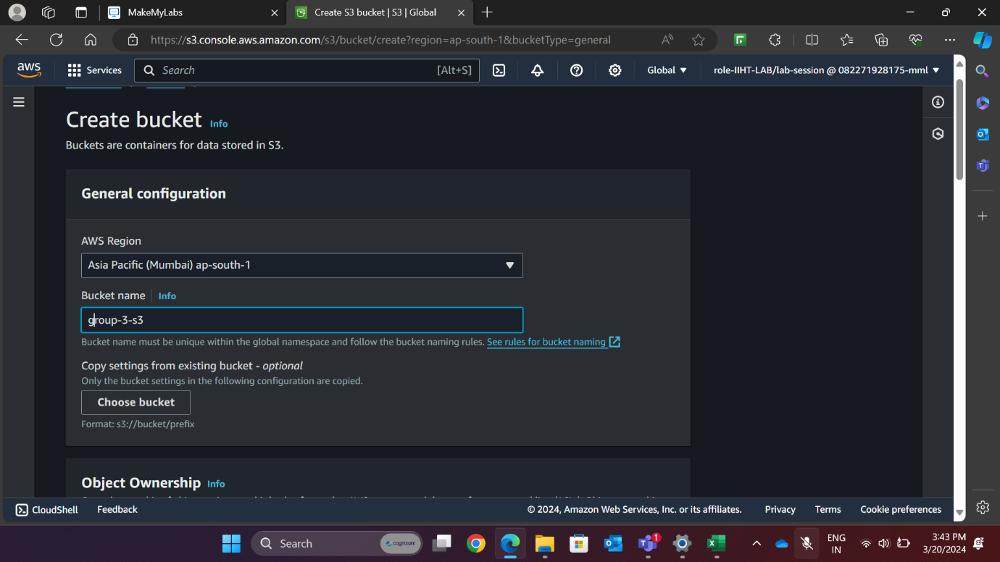 MakeMyLabs
Create S3 bucket | S3 | Global
https://s3.console.aws.amazon.com/s3/bucket/create?region=ap-south-1&bucketType=general
aws
Services
Search
[Alt+S]
Global
role-IIHT-LAB/lab-session @ 082271928175-mml
Create bucket Info
Buckets are containers for data stored in S3.
General configuration
AWS Region
Asia Pacific (Mumbai) ap-south-1
Bucket name Info
group-3-s3
Bucket name must be unique within the global namespace and follow the bucket naming rules. See rules for bucket naming
Copy settings from existing bucket - optional
Only the bucket settings in the following configuration are copied.
Choose bucket
Format: s3://bucket/prefix
Object Ownership Info
CloudShell
Feedback
© 2024, Amazon Web Services, Inc. or its affiliates.
Privacy
Terms
Cookie preferences
Search
cognizant
1
ENG
IN
3:43 PM
3/20/2024